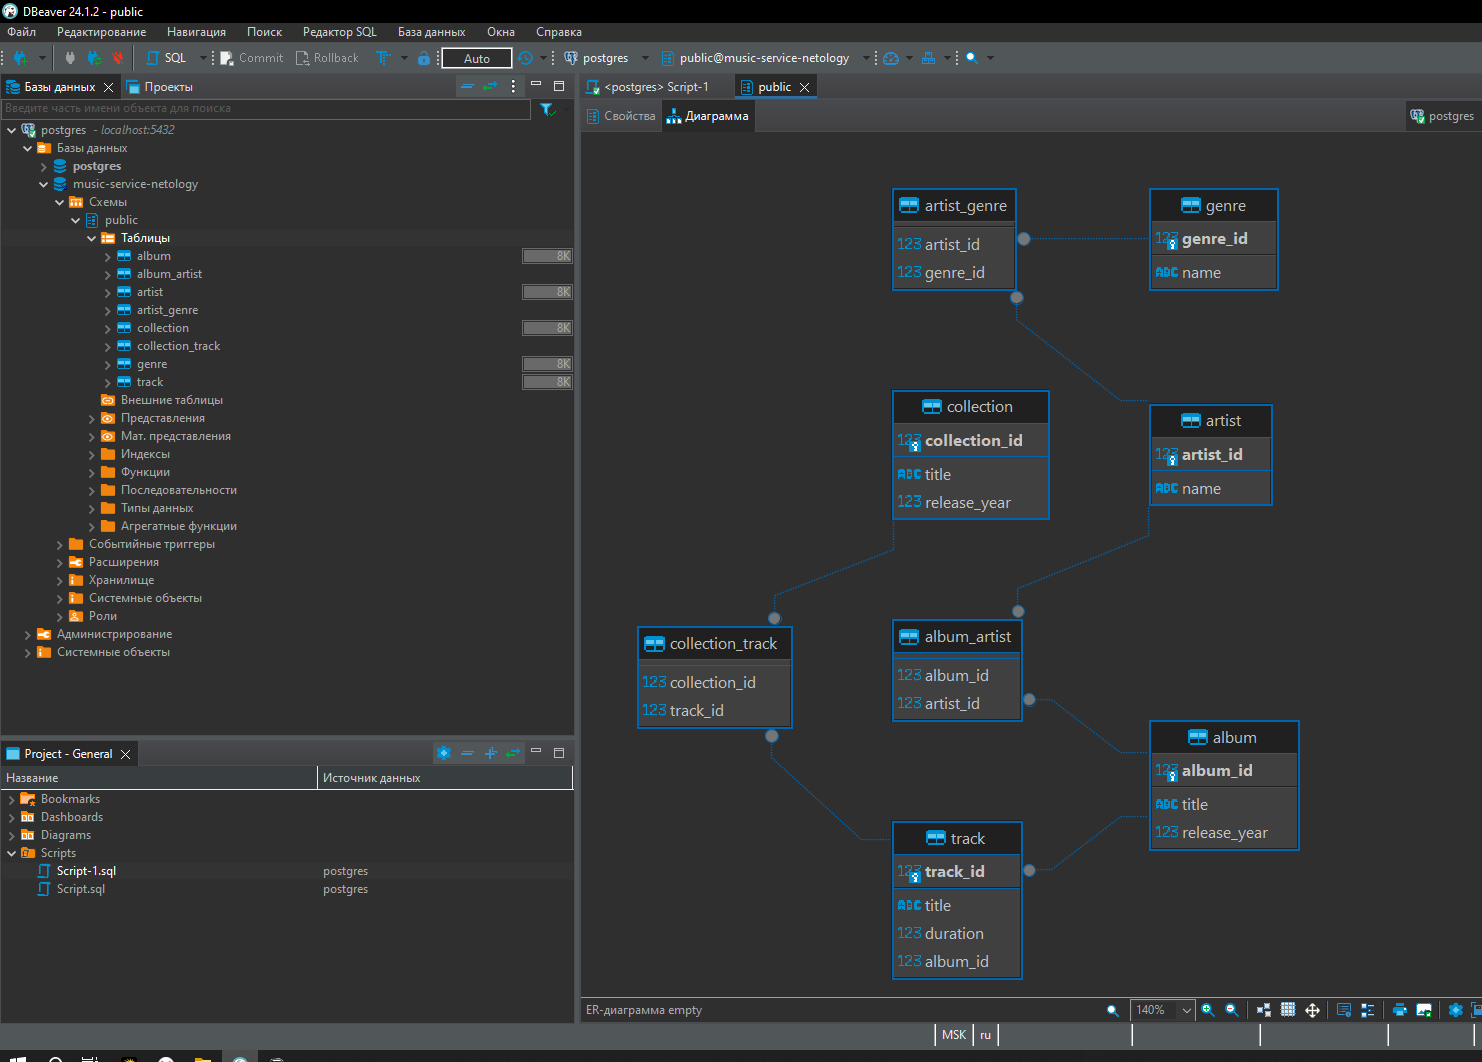 DBeaver 24.1.2 - public
Файл Редактирование Навигация Поиск Редактор SQL База данных Окна Справка
SQL Commit Rollback Auto postgres public@music-service-netology
Базы данных Проекты
Введите часть имени объекта для поиска
postgres - localhost:5432
Базы данных
postgres
music-service-netology
Схемы
public
Таблицы
album 8K
album_artist
artist 8K
artist_genre
collection 8K
collection_track
genre 8K
track 8K
Внешние таблицы
Представления
Мат. представления
Индексы
Функции
Последовательности
Типы данных
Агрегатные функции
Событийные триггеры
Расширения
Хранилище
Системные объекты
Роли
Администрирование
Системные объекты
Project - General
Название Источник данных
Bookmarks
Dashboards
Diagrams
Scripts
Script-1.sql postgres
Script.sql postgres
<postgres> Script-1 public
Свойства Диаграмма postgres
artist_genre
123 artist_id
123 genre_id
genre
123 genre_id
ABC name
collection
123 collection_id
ABC title
123 release_year
artist
123 artist_id
ABC name
collection_track
123 collection_id
123 track_id
album_artist
123 album_id
123 artist_id
album
123 album_id
ABC title
123 release_year
track
123 track_id
ABC title
123 duration
123 album_id
ER-диаграмма empty 140%
MSK ru